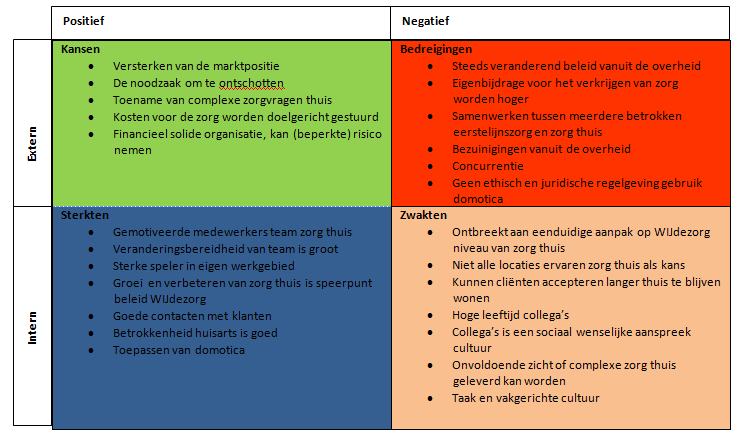 Positief
Negatief
Extern
Kansen
• Versterken van de marktpositie
• De noodzaak om te ontschotten
• Toename van complexe zorgvragen thuis
• Kosten voor de zorg worden doelgericht gestuurd
• Financieel solide organisatie, kan (beperkte) risico
nemen
Bedreigingen
• Steeds veranderend beleid vanuit de overheid
• Eigenbijdrage voor het verkrijgen van zorg
worden hoger
• Samenwerken tussen meerdere betrokken
eerstelijnszorg en zorg thuis
• Bezuinigingen vanuit de overheid
• Concurrentie
• Geen ethisch en juridische regelgeving gebruik
domotica
Intern
Sterkten
• Gemotiveerde medewerkers team zorg thuis
• Veranderingsbereidheid van team is groot
• Sterke speler in eigen werkgebied
• Groei en verbeteren van zorg thuis is speerpunt
beleid WIJdezorg
• Goede contacten met klanten
• Betrokkenheid huisarts is goed
• Toepassen van domotica
Zwakten
• Ontbreekt aan eenduidige aanpak op WIJdezorg
niveau van zorg thuis
• Niet alle locaties ervaren zorg thuis als kans
• Kunnen cliënten accepteren langer thuis te blijven
wonen
• Hoge leeftijd collega's
• Collega's is een sociaal wenselijke aanspreek
cultuur
• Onvoldoende zicht of complexe zorg thuis
geleverd kan worden
• Taak en vakgerichte cultuur